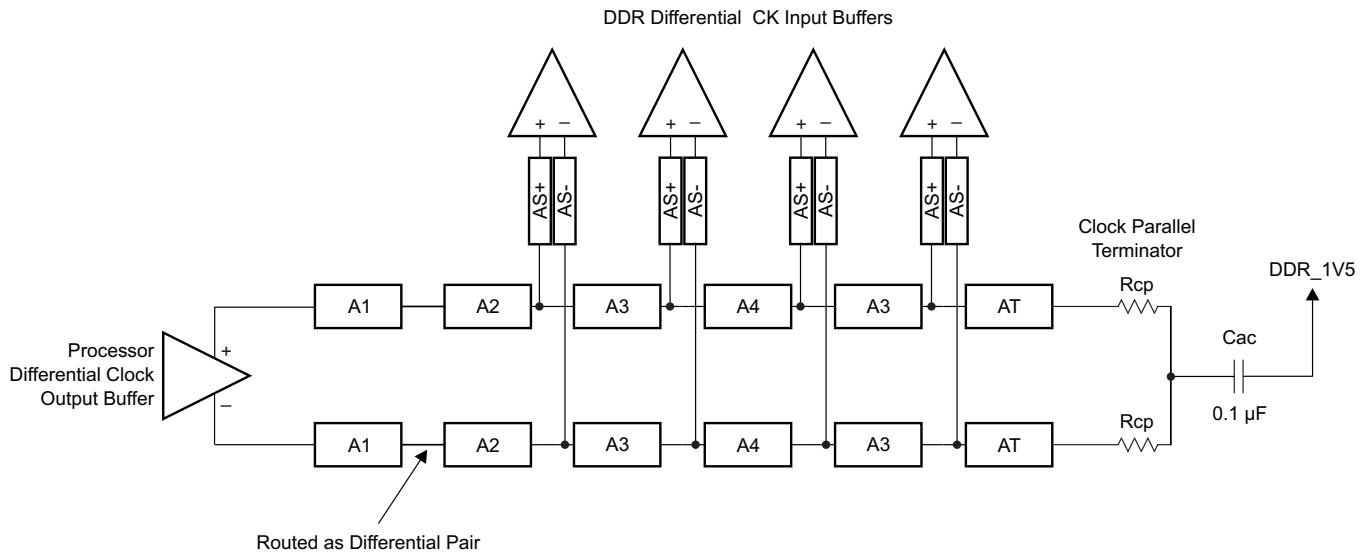 DDR Differential CK Input Buffers
+ − + − + − + −
AS+ AS- AS+ AS- AS+ AS- AS+ AS-
Clock Parallel
Terminator
DDR_1V5
A1 A2 A3 A4 A3 AT Rcp
Processor
Differential Clock
Output Buffer
+
−
Cac
0.1 µF
A1 A2 A3 A4 A3 AT Rcp
Routed as Differential Pair